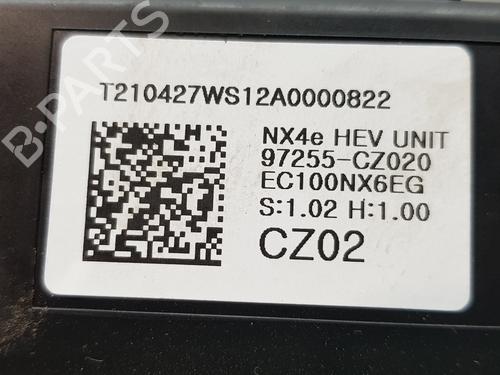 B-PARTS
T210427WS12A0000822
NX4e HEV UNIT
97255-CZ020
EC100NX6EG
S:1.02 H:1.00
CZ02